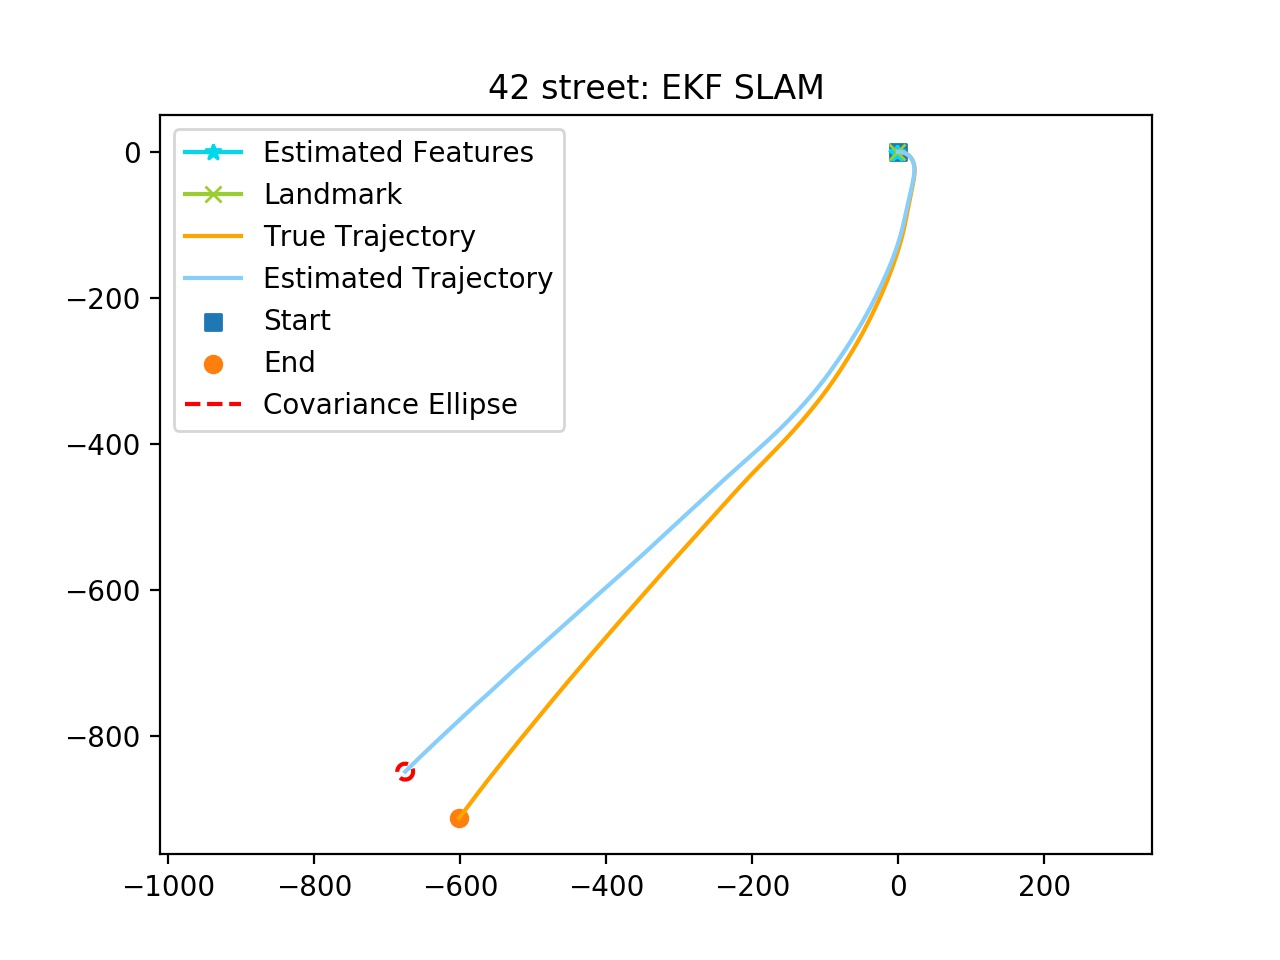 42 street: EKF SLAM
Estimated Features
Landmark
True Trajectory
Estimated Trajectory
Start
End
Covariance Ellipse
0
−200
−400
−600
−800
−1000 −800 −600 −400 −200 0 200